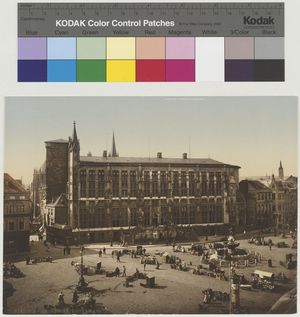 KODAK Color Control Patches
Kodak
Blue
Cyan
Green
Yellow
Red
Magenta
White
3/Color
Black